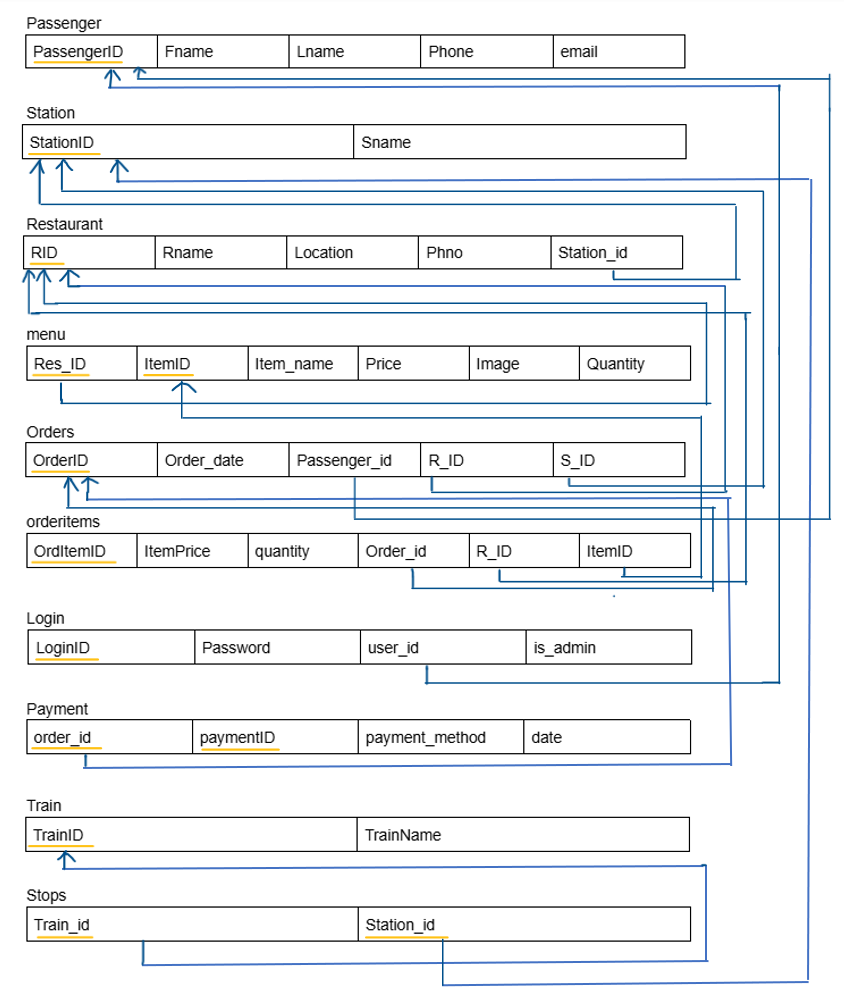 Passenger
PassengerID Fname Lname Phone email
Station
StationID Sname
Restaurant
RID Rname Location Phno Station_id
menu
Res_ID ItemID Item_name Price Image Quantity
Orders
OrderID Order_date Passenger_id R_ID S_ID
orderitems
OrdItemID ItemPrice quantity Order_id R_ID ItemID
Login
LoginID Password user_id is_admin
Payment
order_id paymentID payment_method date
Train
TrainID TrainName
Stops
Train_id Station_id